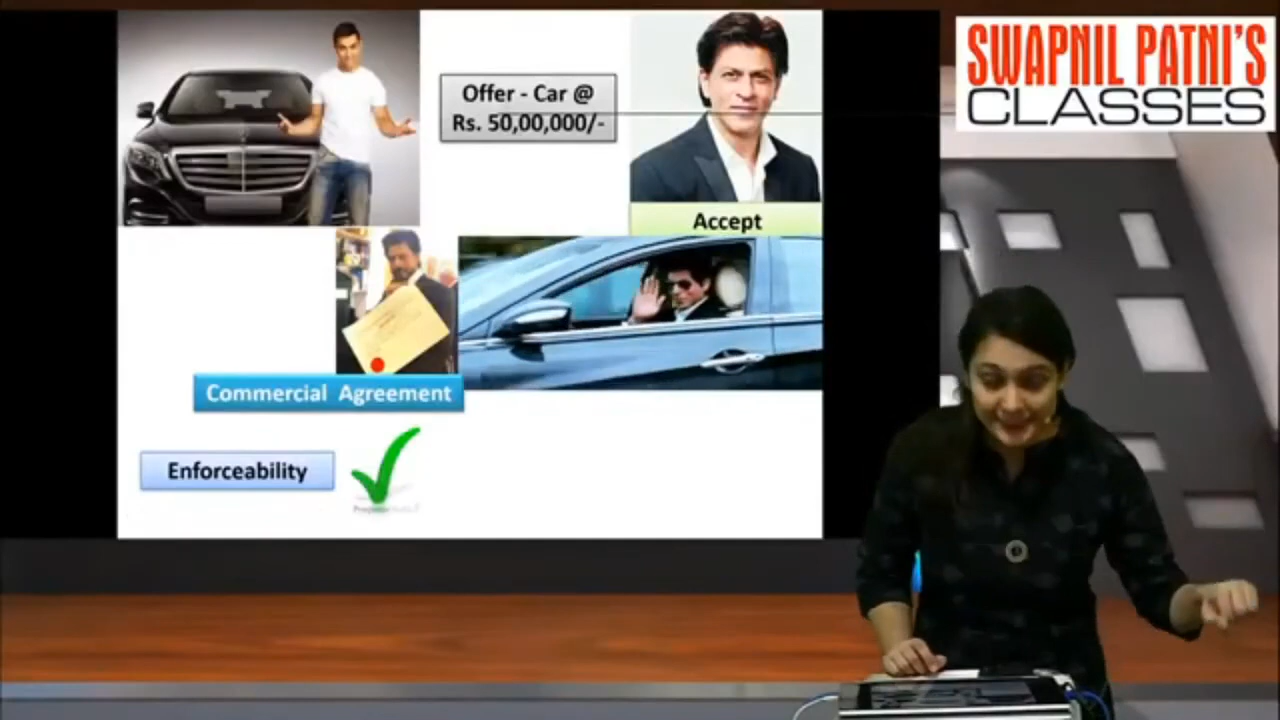 SWAPNIL PATNI'S
CLASSES
Offer - Car @
Rs. 50,00,000/-
Accept
Commercial Agreement
Enforceability